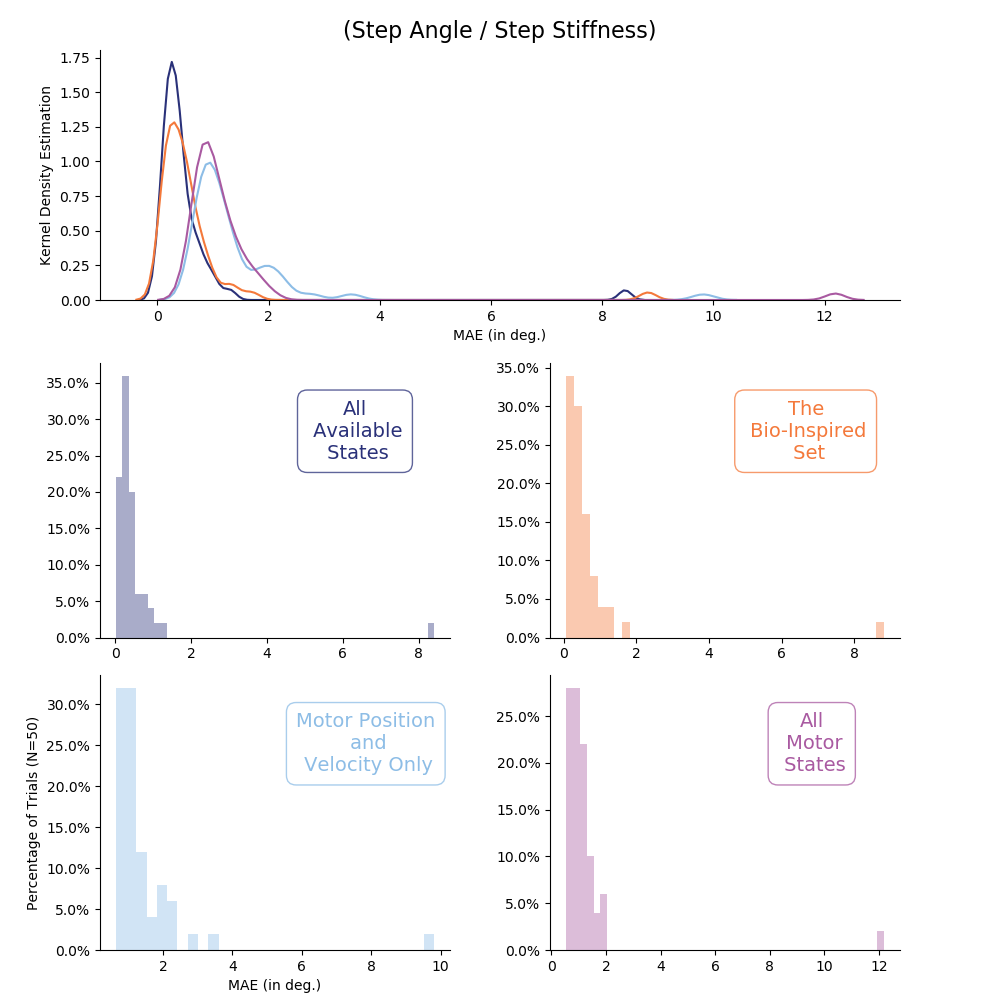 (Step Angle / Step Stiffness)
Kernel Density Estimation
1.75
1.50
1.25
1.00
0.75
0.50
0.25
0.00
0 2 4 6 8 10 12
MAE (in deg.)
35.0%
30.0%
25.0%
20.0%
15.0%
10.0%
5.0%
0.0%
0 2 4 6 8
All
Available
States
35.0%
30.0%
25.0%
20.0%
15.0%
10.0%
5.0%
0.0%
0 2 4 6 8
The
Bio-Inspired
Set
Percentage of Trials (N=50)
30.0%
25.0%
20.0%
15.0%
10.0%
5.0%
0.0%
2 4 6 8 10
MAE (in deg.)
Motor Position
and
Velocity Only
25.0%
20.0%
15.0%
10.0%
5.0%
0.0%
0 2 4 6 8 10 12
All
Motor
States